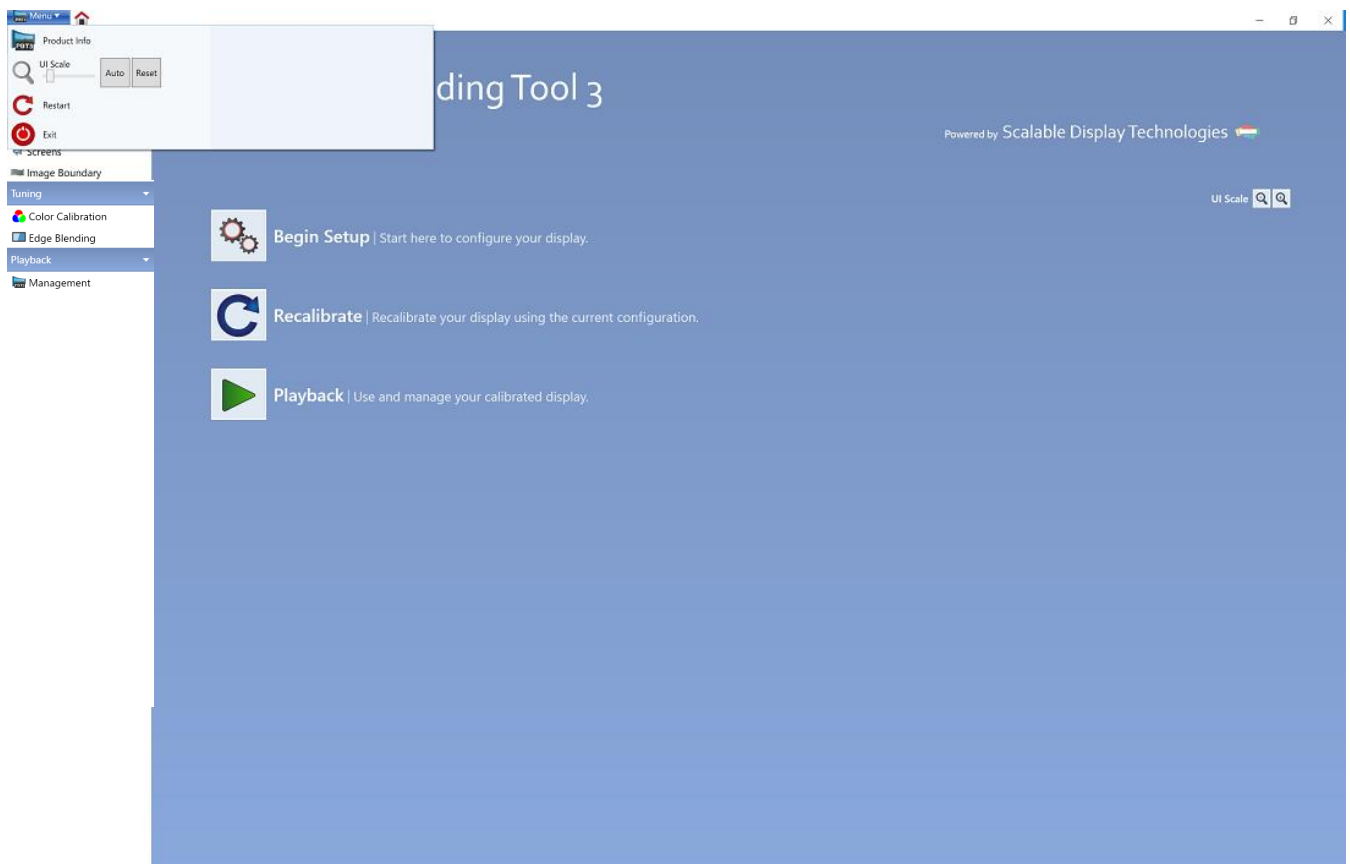 Menu
Product Info
UI Scale
Auto Reset
Restart
Exit
ding Tool 3
Powered by Scalable Display Technologies
Screens
Image Boundary
Tuning
UI Scale
Color Calibration
Edge Blending
Begin Setup | Start here to configure your display.
Playback
Management
Recalibrate | Recalibrate your display using the current configuration.
Playback | Use and manage your calibrated display.